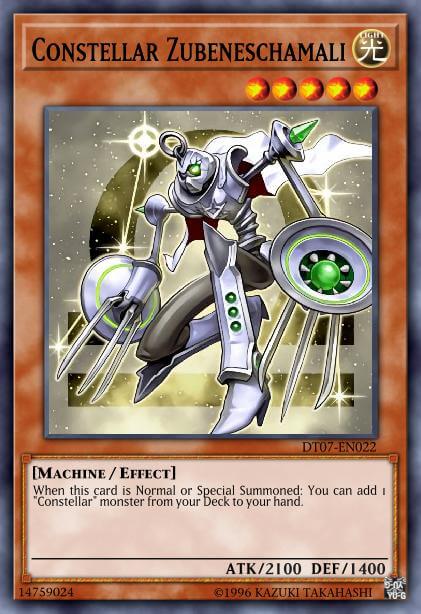 CONSTELLAR ZUBENESCHAMALI
LIGHT
光
DT07-EN022
[MACHINE / EFFECT]
When this card is Normal or Special Summoned: You can add 1
"Constellar" monster from your Deck to your hand.
ATK/2100 DEF/1400
14759024
©1996 KAZUKI TAKAHASHI